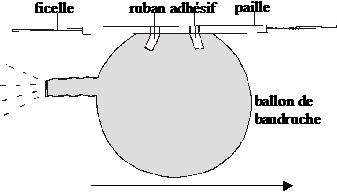 ficelle ruban adhésif paille
ballon de
baudruche